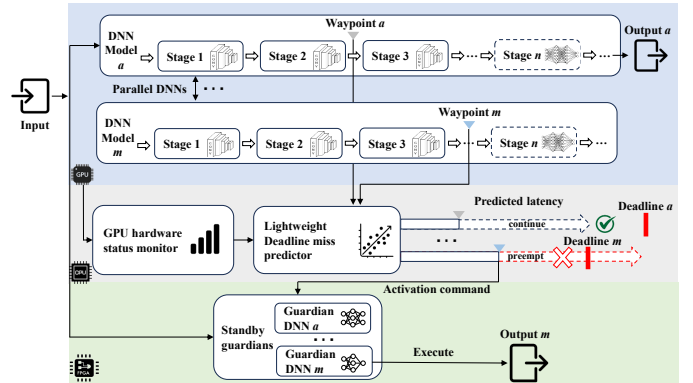 Waypoint a
DNN
Model
a
Stage 1
Stage 2
Stage 3
...
Stage n
...
Output a
Parallel DNNs
...
Input
Waypoint m
DNN
Model
m
Stage 1
Stage 2
Stage 3
...
Stage n
...
GPU
GPU hardware
status monitor
Lightweight
Deadline miss
predictor
Predicted latency
continue
Deadline a
...
Deadline m
preempt
Activation command
Standby
guardians
Guardian
DNN a
...
Guardian
DNN m
Execute
Output m
FPGA